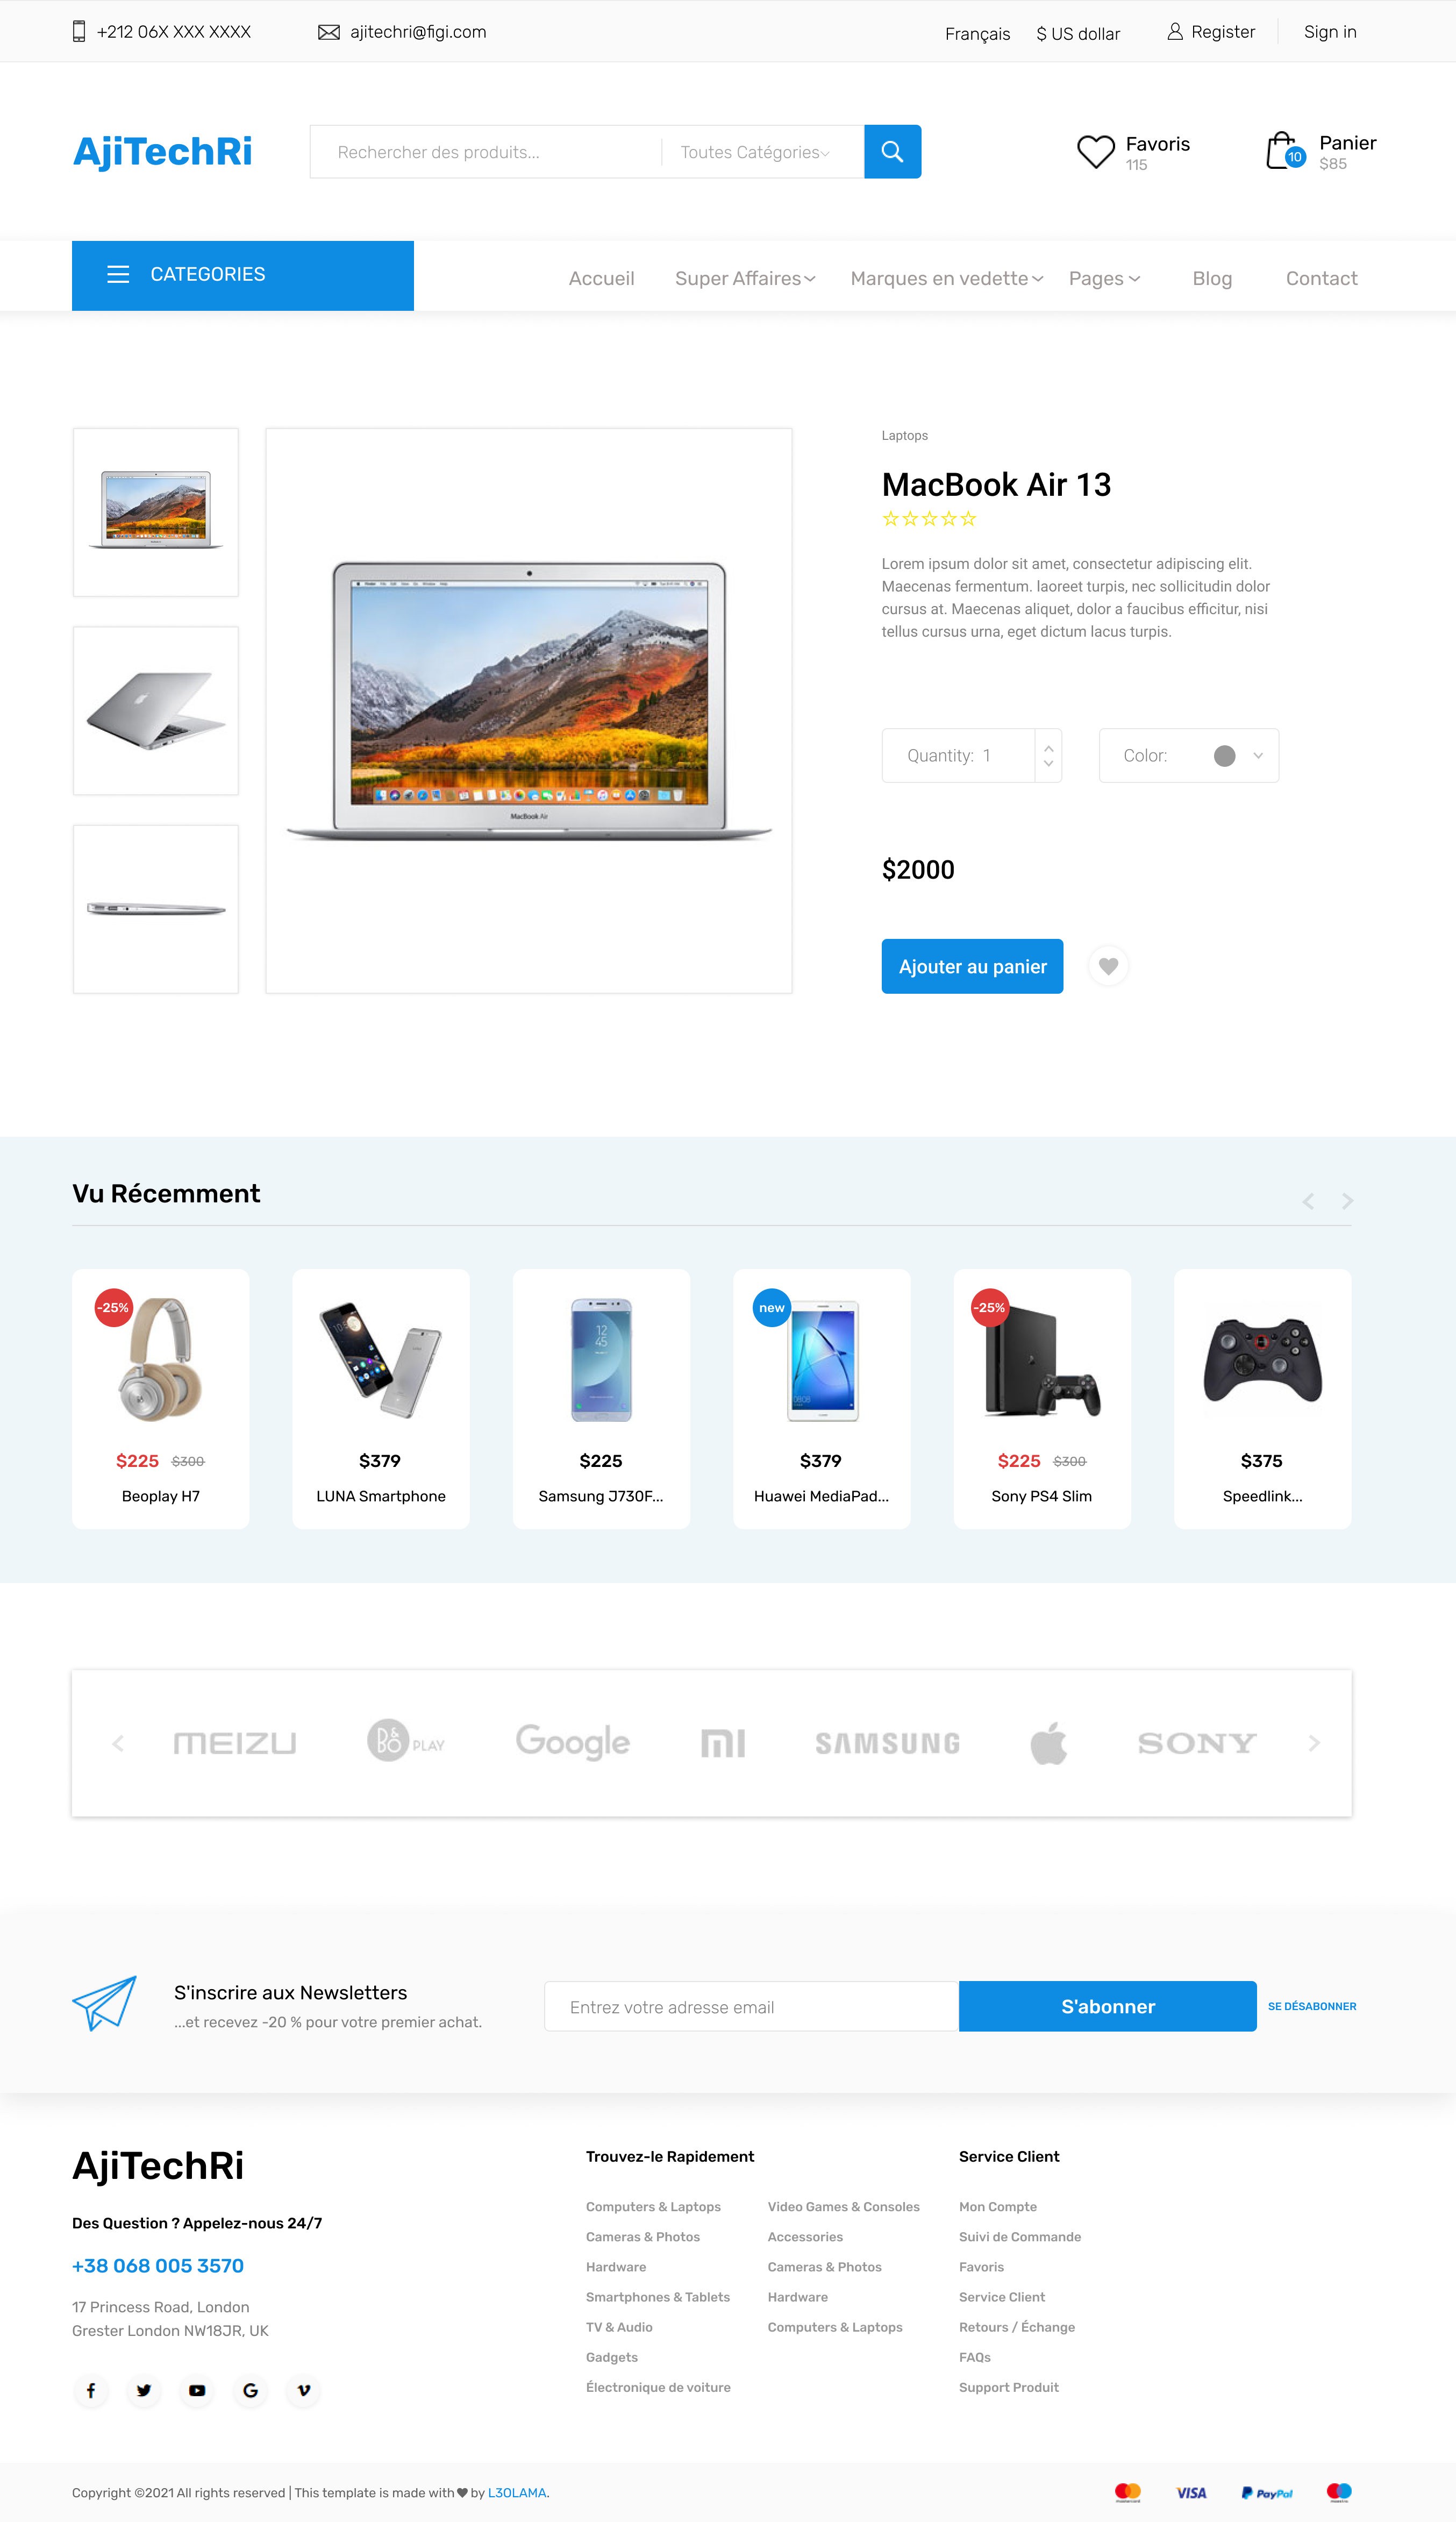 +212 06X XXX XXXX
ajitechri@figi.com
Français
$ US dollar
Register
Sign in
AjiTechRi
Rechercher des produits...
Toutes Catégories
Favoris
115
10
Panier
$85
CATEGORIES
Accueil
Super Affaires
Marques en vedette
Pages
Blog
Contact
Laptops
MacBook Air 13
Lorem ipsum dolor sit amet, consectetur adipiscing elit.
Maecenas fermentum. laoreet turpis, nec sollicitudin dolor
cursus at. Maecenas aliquet, dolor a faucibus efficitur, nisi
tellus cursus urna, eget dictum lacus turpis.
MacBook Air
Quantity: 1
Color:
$2000
Ajouter au panier
Vu Récemment
-25%
$225 $300
Beoplay H7
$379
LUNA Smartphone
12
45
$225
Samsung J730F...
new
$379
Huawei MediaPad...
-25%
$225 $300
Sony PS4 Slim
$375
Speedlink...
MEIZU
B&O PLAY
Google
MI
SAMSUNG
SONY
S'inscrire aux Newsletters
...et recevez -20 % pour votre premier achat.
Entrez votre adresse email
S'abonner
SE DÉSABONNER
AjiTechRi
Des Question ? Appelez-nous 24/7
+38 068 005 3570
17 Princess Road, London
Grester London NW18JR, UK
Trouvez-le Rapidement
Computers & Laptops
Cameras & Photos
Hardware
Smartphones & Tablets
TV & Audio
Gadgets
Électronique de voiture
Video Games & Consoles
Accessories
Cameras & Photos
Hardware
Computers & Laptops
Service Client
Mon Compte
Suivi de Commande
Favoris
Service Client
Retours / Échange
FAQs
Support Produit
Copyright ©2021 All rights reserved | This template is made with ♥ by L3OLAMA.
VISA
PayPal